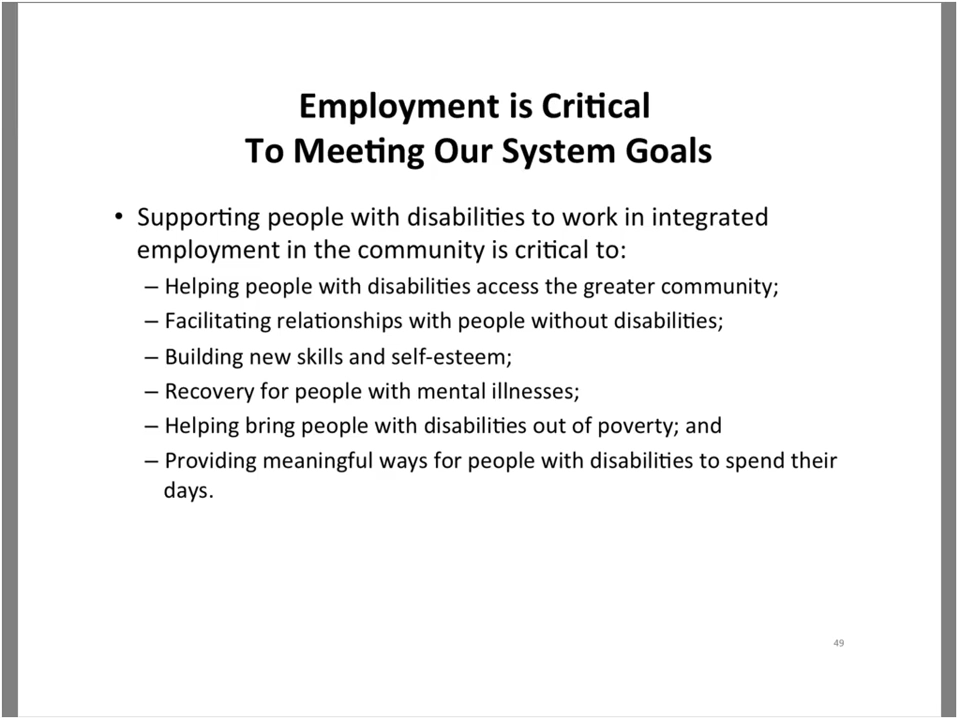 Employment is Critical
To Meeting Our System Goals
• Supporting people with disabilities to work in integrated
employment in the community is critical to:
– Helping people with disabilities access the greater community;
– Facilitating relationships with people without disabilities;
– Building new skills and self-esteem;
– Recovery for people with mental illnesses;
– Helping bring people with disabilities out of poverty; and
– Providing meaningful ways for people with disabilities to spend their
days.
49